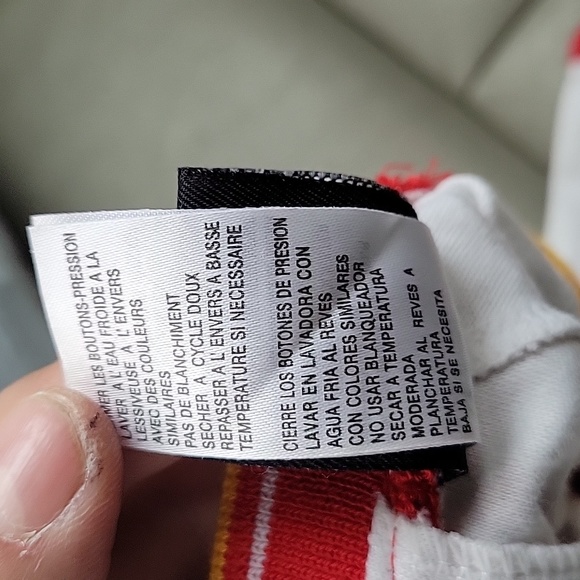 MER LES BOUTONS-PRESSION
LAVER A L'EAU FROIDE A LA
LESSIVEUSE A L'ENVERS
AVEC DES COULEURS
SIMILAIRES
PAS DE BLANCHIMENT
SECHER A CYCLE DOUX
REPASSER A L'ENVERS A BASSE
TEMPERATURE SI NECESSAIRE
CIERRE LOS BOTONES DE PRESION
LAVAR EN LAVADORA CON
AGUA FRIA AL REVES
CON COLORES SIMILARES
NO USAR BLANQUEADOR
SECAR A TEMPERATURA
MODERADA
PLANCHAR AL REVES A
TEMPERATURA
BAJA SI SE NECESITA